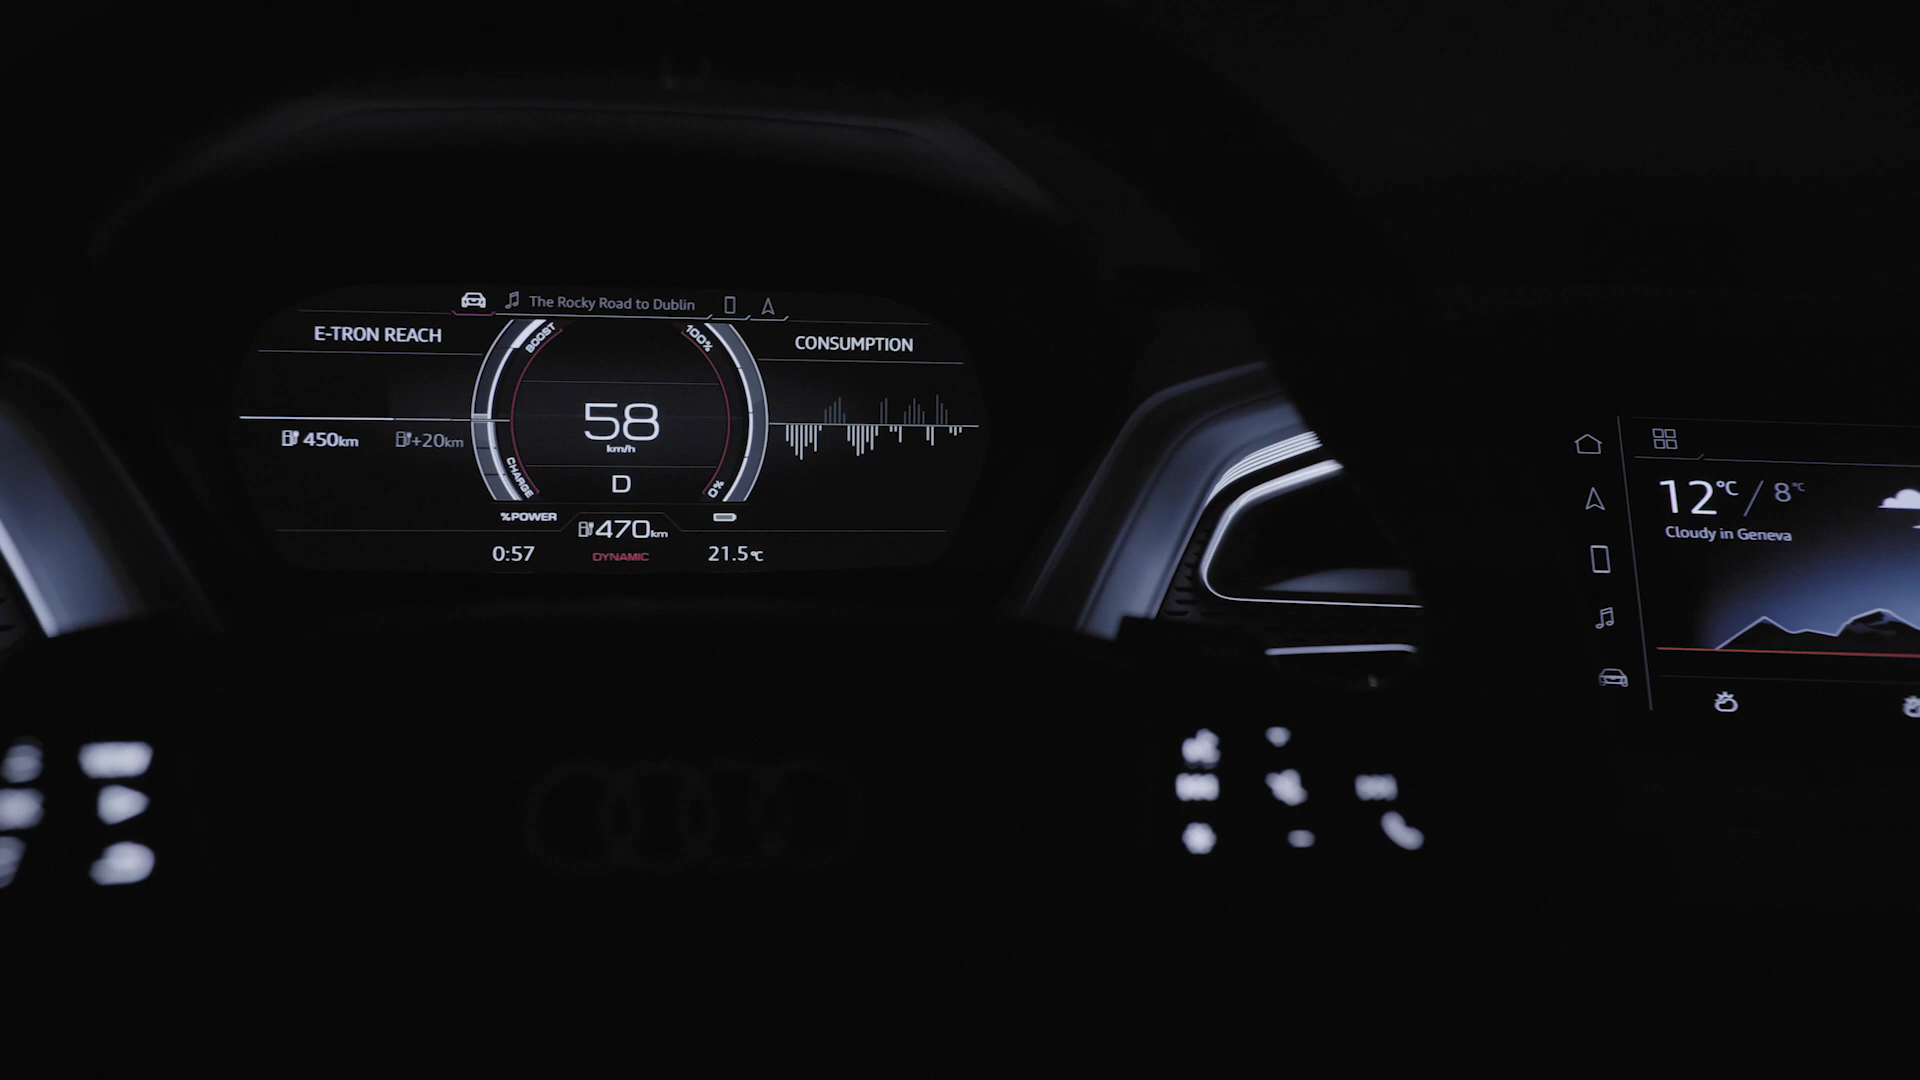 The Rocky Road to Dublin
E-TRON REACH
BOOST
100%
CONSUMPTION
58
km/h
450km
+20km
CHARGE
D
0%
%POWER
470km
0:57
DYNAMIC
21.5°C
12°C / 8°C
Cloudy in Geneva